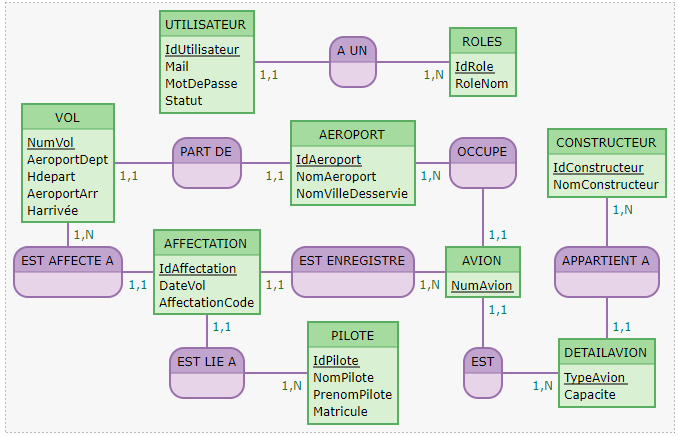 UTILISATEUR
IdUtilisateur
Mail
MotDePasse
Statut
1,1
A UN
1,N
ROLES
IdRole
RoleNom
VOL
NumVol
AeroportDept
Hdepart
AeroportArr
Harrivée
1,1
PART DE
1,1
AEROPORT
IdAeroport
NomAeroport
NomVilleDesservie
1,N
OCCUPE
1,1
CONSTRUCTEUR
IdConstructeur
NomConstructeur
1,N
1,N
EST AFFECTE A
1,1
AFFECTATION
IdAffectation
DateVol
AffectationCode
1,1
EST ENREGISTRE
1,N
AVION
NumAvion
APPARTIENT A
1,1
1,1
1,1
EST LIE A
1,N
PILOTE
IdPilote
NomPilote
PrenomPilote
Matricule
EST
1,N
DETAILAVION
TypeAvion
Capacite